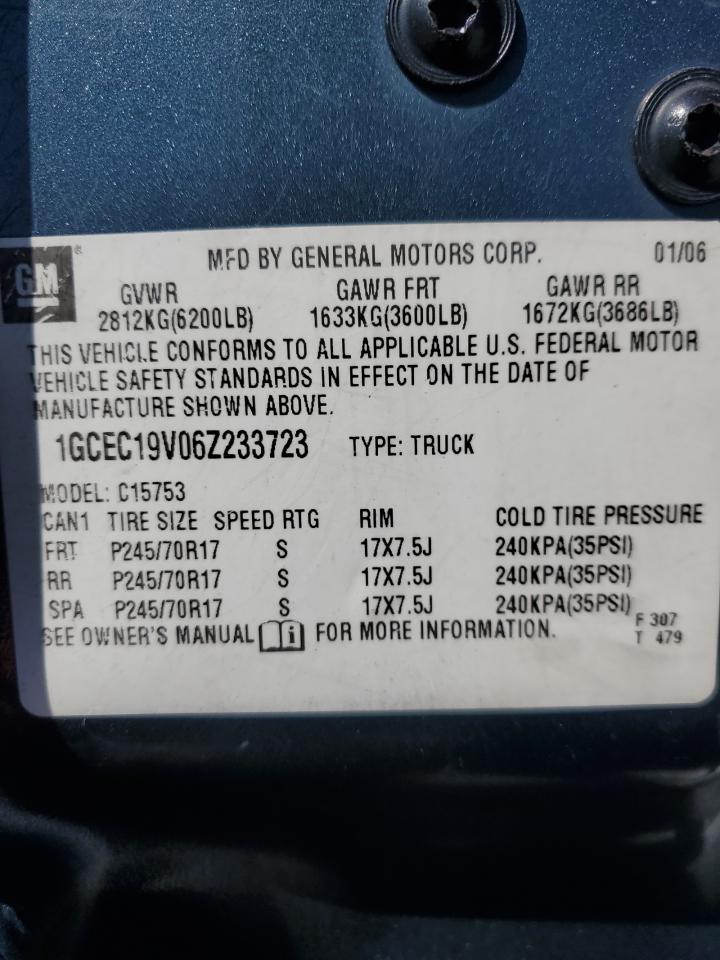 GM®
MFD BY GENERAL MOTORS CORP. 01/06
GVWR GAWR FRT GAWR RR
2812KG(6200LB) 1633KG(3600LB) 1672KG(3686LB)
THIS VEHICLE CONFORMS TO ALL APPLICABLE U.S. FEDERAL MOTOR
VEHICLE SAFETY STANDARDS IN EFFECT ON THE DATE OF
MANUFACTURE SHOWN ABOVE.
1GCEC19V06Z233723 TYPE: TRUCK
MODEL: C15753
CAN1 TIRE SIZE SPEED RTG RIM COLD TIRE PRESSURE
FRT P245/70R17 S 17X7.5J 240KPA(35PSI)
RR P245/70R17 S 17X7.5J 240KPA(35PSI)
SPA P245/70R17 S 17X7.5J 240KPA(35PSI)
SEE OWNER'S MANUAL i FOR MORE INFORMATION.
F 307
T 479